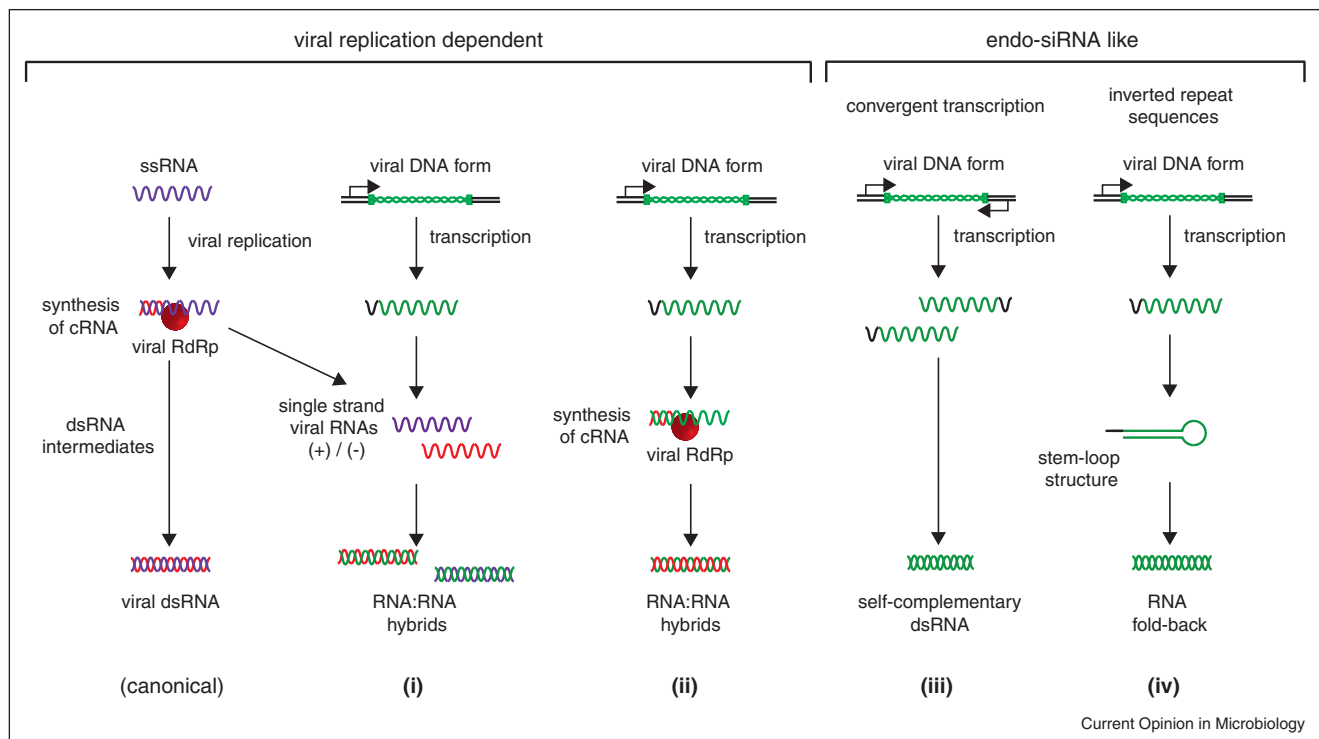 viral replication dependent
endo-siRNA like
ssRNA
viral replication
synthesis
of cRNA
viral RdRp
dsRNA
intermediates
viral dsRNA
(canonical)
viral DNA form
transcription
single strand
viral RNAs
(+) / (-)
RNA:RNA
hybrids
(i)
viral DNA form
transcription
synthesis
of cRNA
viral RdRp
RNA:RNA
hybrids
(ii)
convergent transcription
viral DNA form
transcription
self-complementary
dsRNA
(iii)
inverted repeat
sequences
viral DNA form
transcription
stem-loop
structure
RNA
fold-back
(iv)
Current Opinion in Microbiology